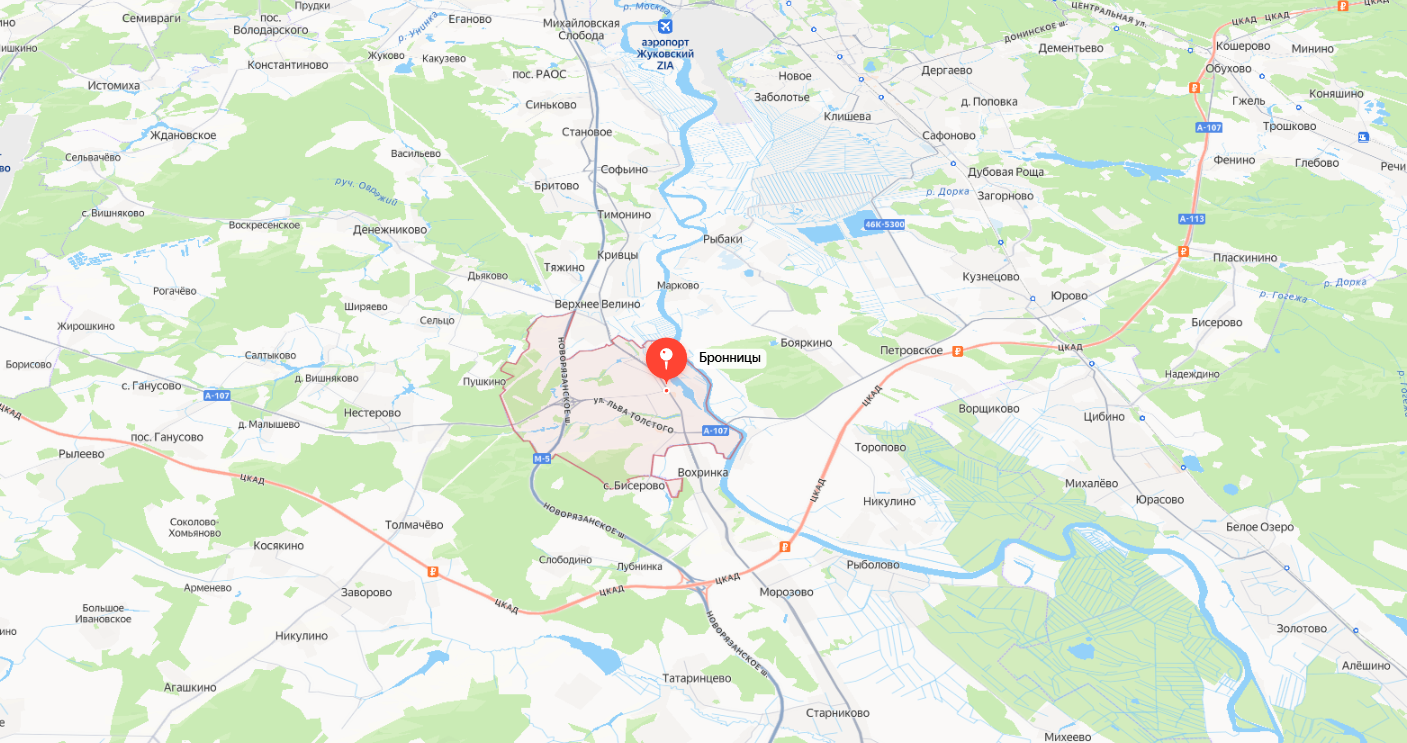 Прудки
Семивраги
пос.
Володарского
Еганово
р. Москва
Михайловская
Слобода
р. Унинка
аэропорт
Жуковский
ZIA
ДОНИНСКОЕ Ш.
ЦЕНТРАЛЬНАЯ УЛ.
ЦКАД
ЦКАД
ЦКАД
Жуково
Какузево
Константиново
Истомиха
пос. РАОС
Новое
Дергаево
Дементьево
Кошерово
Минино
Обухово
Синьково
Заболотье
д. Поповка
Гжель
Коняшино
Клишева
Становое
Ждановское
Сафоново
А-107
Трошково
Сельвачёво
Васильево
Фенино
Глебово
Речи
Софьино
Дубовая Роща
Бритово
руч. Овражий
р. Дорка
Загорново
с. Вишняково
Воскресенское
Денежниково
Тимонино
46К-5300
А-113
Рыбаки
Кривцы
Пласкинино
Тяжино
Дьяково
Кузнецово
Марково
р. Дорка
Рогачёво
Юрово
р. Гогежа
Верхнее Велино
Ширяево
Сельцо
Бисерово
Жирошкино
Бояркино
Петровское
ЦКАД
Салтыково
Бронницы
НОВОРЯЗАНСКОЕ Ш.
Борисово
д. Вишняково
Надеждино
с. Ганусово
Пушкино
А-107
ЦКАД
УЛ. ЛЬВА ТОЛСТОГО
ЦКАД
Нестерово
Ворщиково
Цибино
д. Малышево
А-107
пос. Ганусово
Торопово
Рылеево
М-5
Вохринка
ЦКАД
с. Бисерово
ЦКАД
Михалёво
Юрасово
Никулино
НОВОРЯЗАНСКОЕ Ш.
Соколово-
Хомьяново
Толмачёво
Белое Озеро
Косякино
Слободино
Лубнинка
Рыболово
ЦКАД
ЦКАД
Арменево
Заворово
ЦКАД
Морозово
Большое
Ивановское
Никулино
НОВОРЯЗАНСКОЕ Ш.
Золотово
Алёшино
Татаринцево
Агашкино
Старниково
Михеево